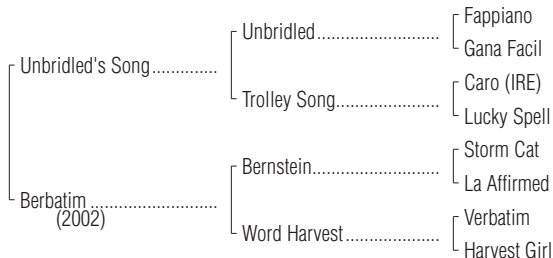 Fappiano
Unbridled
Gana Facil
Unbridled's Song
Caro (IRE)
Trolley Song
Lucky Spell
Storm Cat
Bernstein
La Affirmed
Berbatim
(2002)
Verbatim
Word Harvest
Harvest Girl